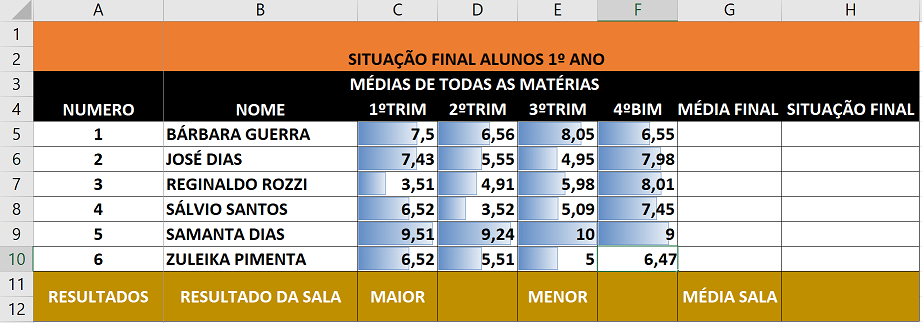 A B C D E F G H
1
2 SITUAÇÃO FINAL ALUNOS 1º ANO
3 MÉDIAS DE TODAS AS MATÉRIAS
4 NUMERO NOME 1ºTRIM 2ºTRIM 3ºTRIM 4ºBIM MÉDIA FINAL SITUAÇÃO FINAL
5 1 BÁRBARA GUERRA 7,5 6,56 8,05 6,55
6 2 JOSÉ DIAS 7,43 5,55 4,95 7,98
7 3 REGINALDO ROZZI 3,51 4,91 5,98 8,01
8 4 SÁLVIO SANTOS 6,52 3,52 5,09 7,45
9 5 SAMANTA DIAS 9,51 9,24 10 9
10 6 ZULEIKA PIMENTA 6,52 5,51 5 6,47
11
RESULTADOS RESULTADO DA SALA MAIOR MENOR MÉDIA SALA
12